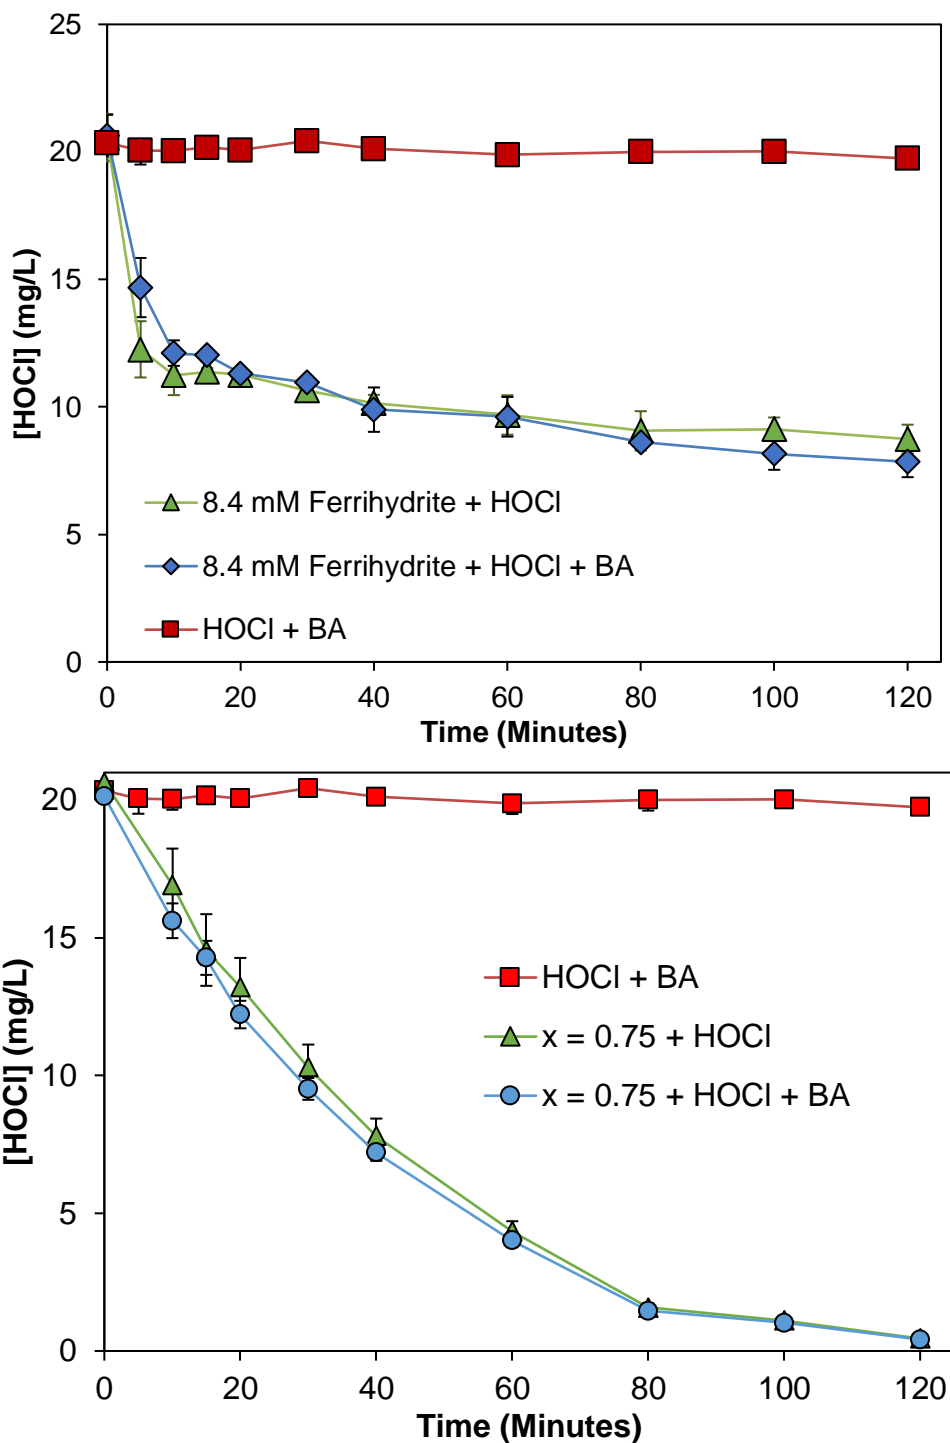 25
20
15
10
5
0
[HOCl] (mg/L)
8.4 mM Ferrihydrite + HOCl
8.4 mM Ferrihydrite + HOCl + BA
HOCl + BA
0 20 40 60 80 100 120
Time (Minutes)
20
15
10
5
0
[HOCl] (mg/L)
HOCl + BA
x = 0.75 + HOCl
x = 0.75 + HOCl + BA
0 20 40 60 80 100 120
Time (Minutes)